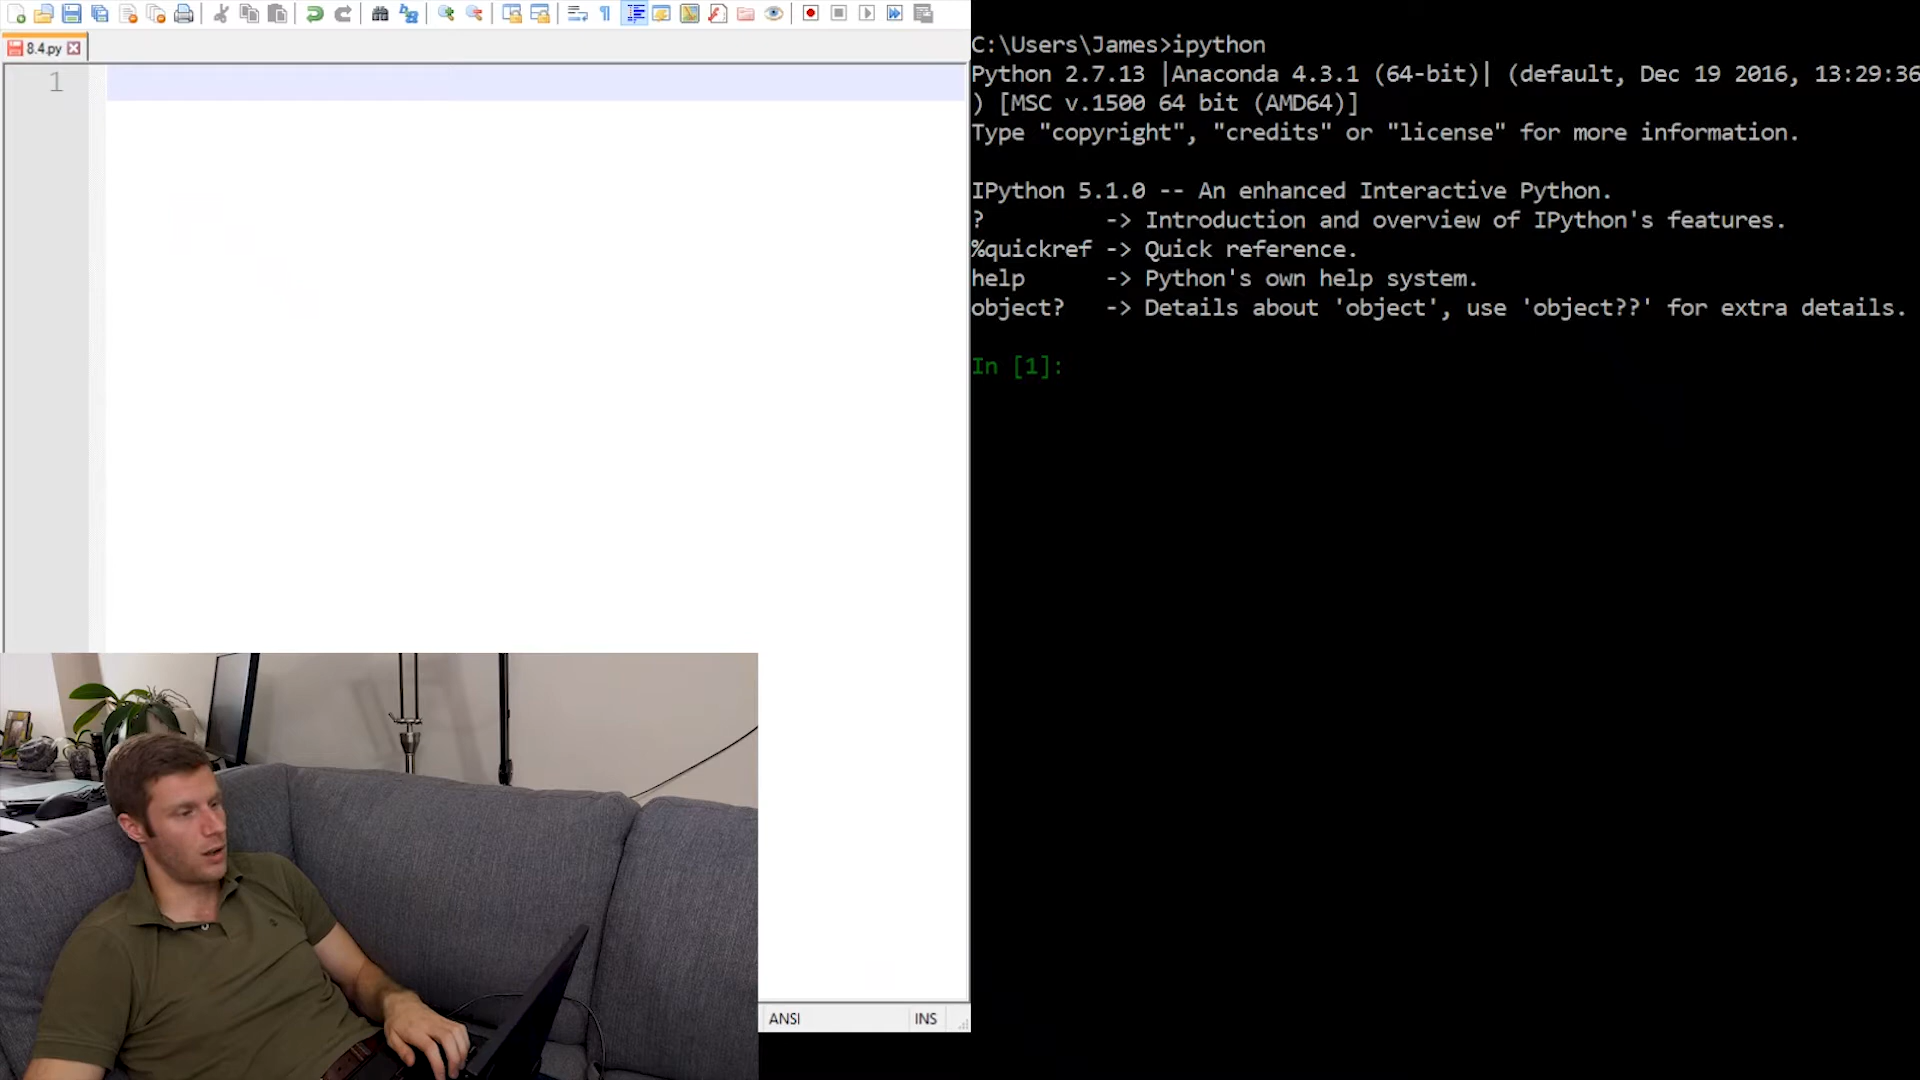 8.4.py
1
ANSI
INS
C:\Users\James>ipython
Python 2.7.13 |Anaconda 4.3.1 (64-bit)| (default, Dec 19 2016, 13:29:36
) [MSC v.1500 64 bit (AMD64)]
Type "copyright", "credits" or "license" for more information.
IPython 5.1.0 -- An enhanced Interactive Python.
?         -> Introduction and overview of IPython's features.
%quickref -> Quick reference.
help      -> Python's own help system.
object?   -> Details about 'object', use 'object??' for extra details.
In [1]: